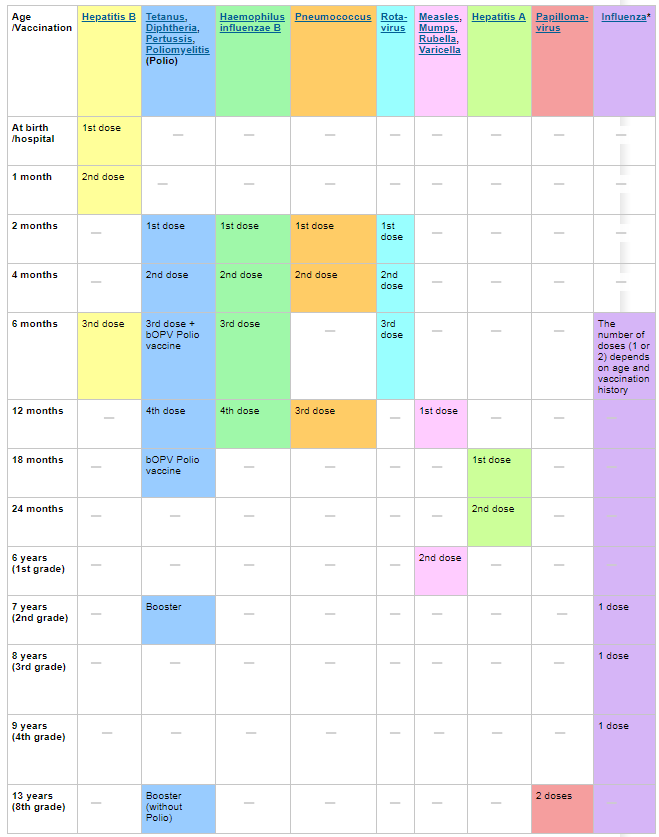 Age /Vaccination	Hepatitis B	Tetanus, Diphtheria, Pertussis, Poliomyelitis (Polio)	Haemophilus influenzae B	Pneumococcus	Rota-virus	Measles, Mumps, Rubella, Varicella	Hepatitis A	Papilloma-virus	Influenza*
At birth /hospital	1st dose	—	—	—	—	—	—	—	—
1 month	2nd dose	—	—	—	—	—	—	—	—
2 months	—	1st dose	1st dose	1st dose	1st dose	—	—	—	—
4 months	—	2nd dose	2nd dose	2nd dose	2nd dose	—	—	—	—
6 months	3nd dose	3rd dose + bOPV Polio vaccine	3rd dose	—	3rd dose	—	—	—	The number of doses (1 or 2) depends on age and vaccination history
12 months	—	4th dose	4th dose	3rd dose	—	1st dose	—	—	—
18 months	—	bOPV Polio vaccine	—	—	—	—	1st dose	—	—
24 months	—	—	—	—	—	—	2nd dose	—	—
6 years (1st grade)	—	—	—	—	—	2nd dose	—	—	—
7 years (2nd grade)	—	Booster	—	—	—	—	—	—	1 dose
8 years (3rd grade)	—	—	—	—	—	—	—	—	1 dose
9 years (4th grade)	—	—	—	—	—	—	—	—	1 dose
13 years (8th grade)	—	Booster (without Polio)	—	—	—	—	—	2 doses